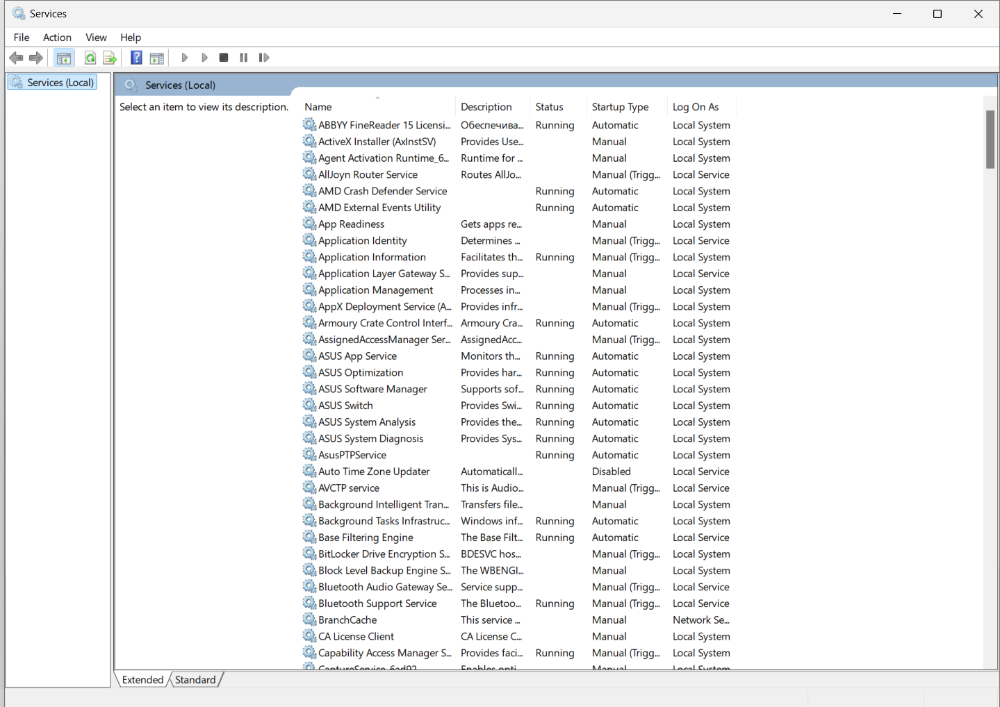 Services
File Action View Help
Services (Local)
Services (Local)
Select an item to view its description.
Name Description Status Startup Type Log On As
ABBYY FineReader 15 Licensi... Обеспечива... Running Automatic Local System
ActiveX Installer (AxInstSV) Provides Use... Manual Local System
Agent Activation Runtime_6... Runtime for ... Manual Local System
AllJoyn Router Service Routes AllJo... Manual (Trigg... Local Service
AMD Crash Defender Service Running Automatic Local System
AMD External Events Utility Running Automatic Local System
App Readiness Gets apps re... Manual Local System
Application Identity Determines ... Manual (Trigg... Local Service
Application Information Facilitates th... Running Manual (Trigg... Local System
Application Layer Gateway S... Provides sup... Manual Local Service
Application Management Processes in... Manual Local System
AppX Deployment Service (A... Provides infr... Manual (Trigg... Local System
Armoury Crate Control Interf... Armoury Cra... Running Automatic Local System
AssignedAccessManager Ser... AssignedAcc... Manual (Trigg... Local System
ASUS App Service Monitors th... Running Automatic Local System
ASUS Optimization Provides har... Running Automatic Local System
ASUS Software Manager Supports sof... Running Automatic Local System
ASUS Switch Provides Swi... Running Automatic Local System
ASUS System Analysis Provides the... Running Automatic Local System
ASUS System Diagnosis Provides Sys... Running Automatic Local System
AsusPTPService Running Automatic Local System
Auto Time Zone Updater Automaticall... Disabled Local Service
AVCTP service This is Audio... Manual (Trigg... Local Service
Background Intelligent Tran... Transfers file... Manual Local System
Background Tasks Infrastruc... Windows inf... Running Automatic Local System
Base Filtering Engine The Base Filt... Running Automatic Local Service
BitLocker Drive Encryption S... BDESVC hos... Manual (Trigg... Local System
Block Level Backup Engine S... The WBENGI... Manual Local System
Bluetooth Audio Gateway Se... Service supp... Manual (Trigg... Local Service
Bluetooth Support Service The Bluetoo... Running Manual (Trigg... Local Service
BranchCache This service ... Manual Network Se...
CA License Client CA License C... Manual Local System
Capability Access Manager S... Provides faci... Running Manual (Trigg... Local System
CaptureService_6ad92 Enables opti Manual Local System
Extended Standard